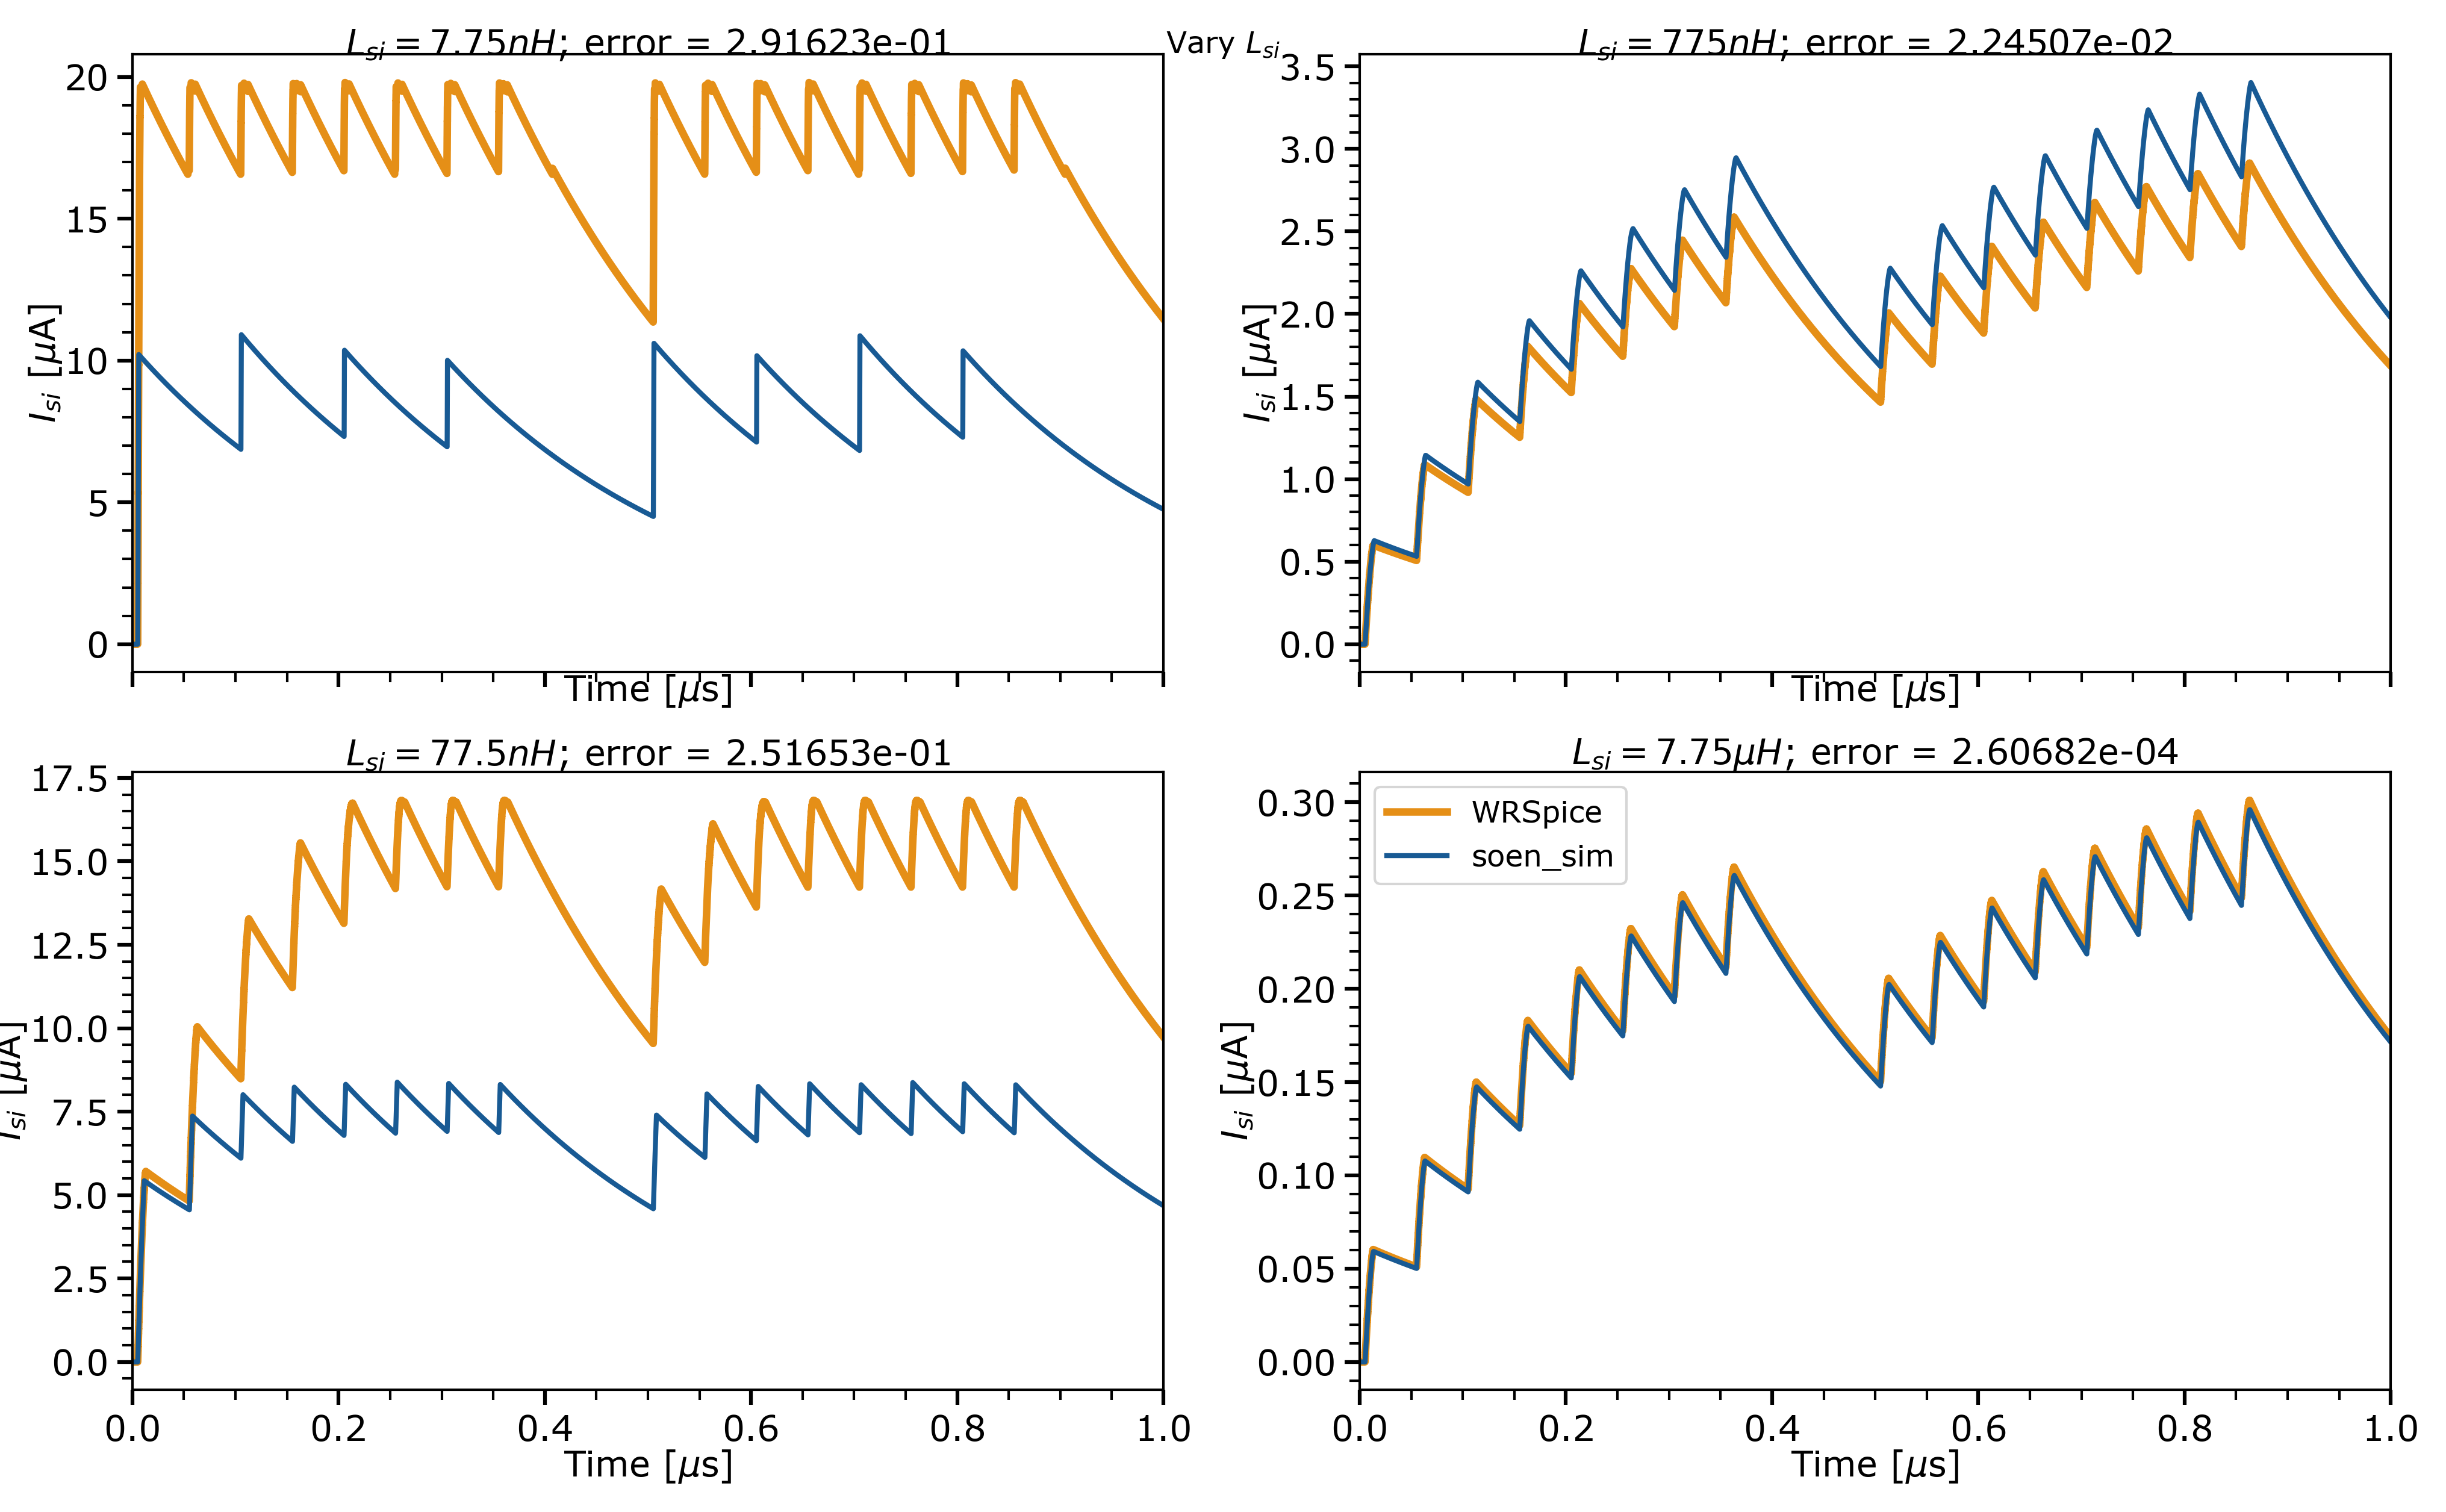 Vary L_si
L_si = 7.75nH; error = 2.91623e-01
20
15
10
5
0
I_si [μA]
Time [μs]
L_si = 775nH; error = 2.24507e-02
3.5
3.0
2.5
2.0
1.5
1.0
0.5
0.0
I_si [μA]
Time [μs]
L_si = 77.5nH; error = 2.51653e-01
17.5
15.0
12.5
10.0
7.5
5.0
2.5
0.0
I_si [μA]
0.0 0.2 0.4 0.6 0.8 1.0
Time [μs]
L_si = 7.75μH; error = 2.60682e-04
WRSpice
soen_sim
0.30
0.25
0.20
0.15
0.10
0.05
0.00
I_si [μA]
0.0 0.2 0.4 0.6 0.8 1.0
Time [μs]